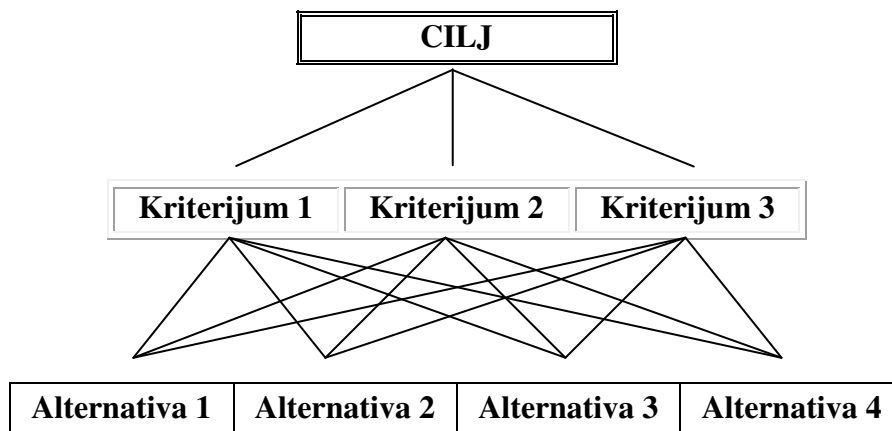 CILJ
Kriterijum 1 Kriterijum 2 Kriterijum 3
Alternativa 1 Alternativa 2 Alternativa 3 Alternativa 4